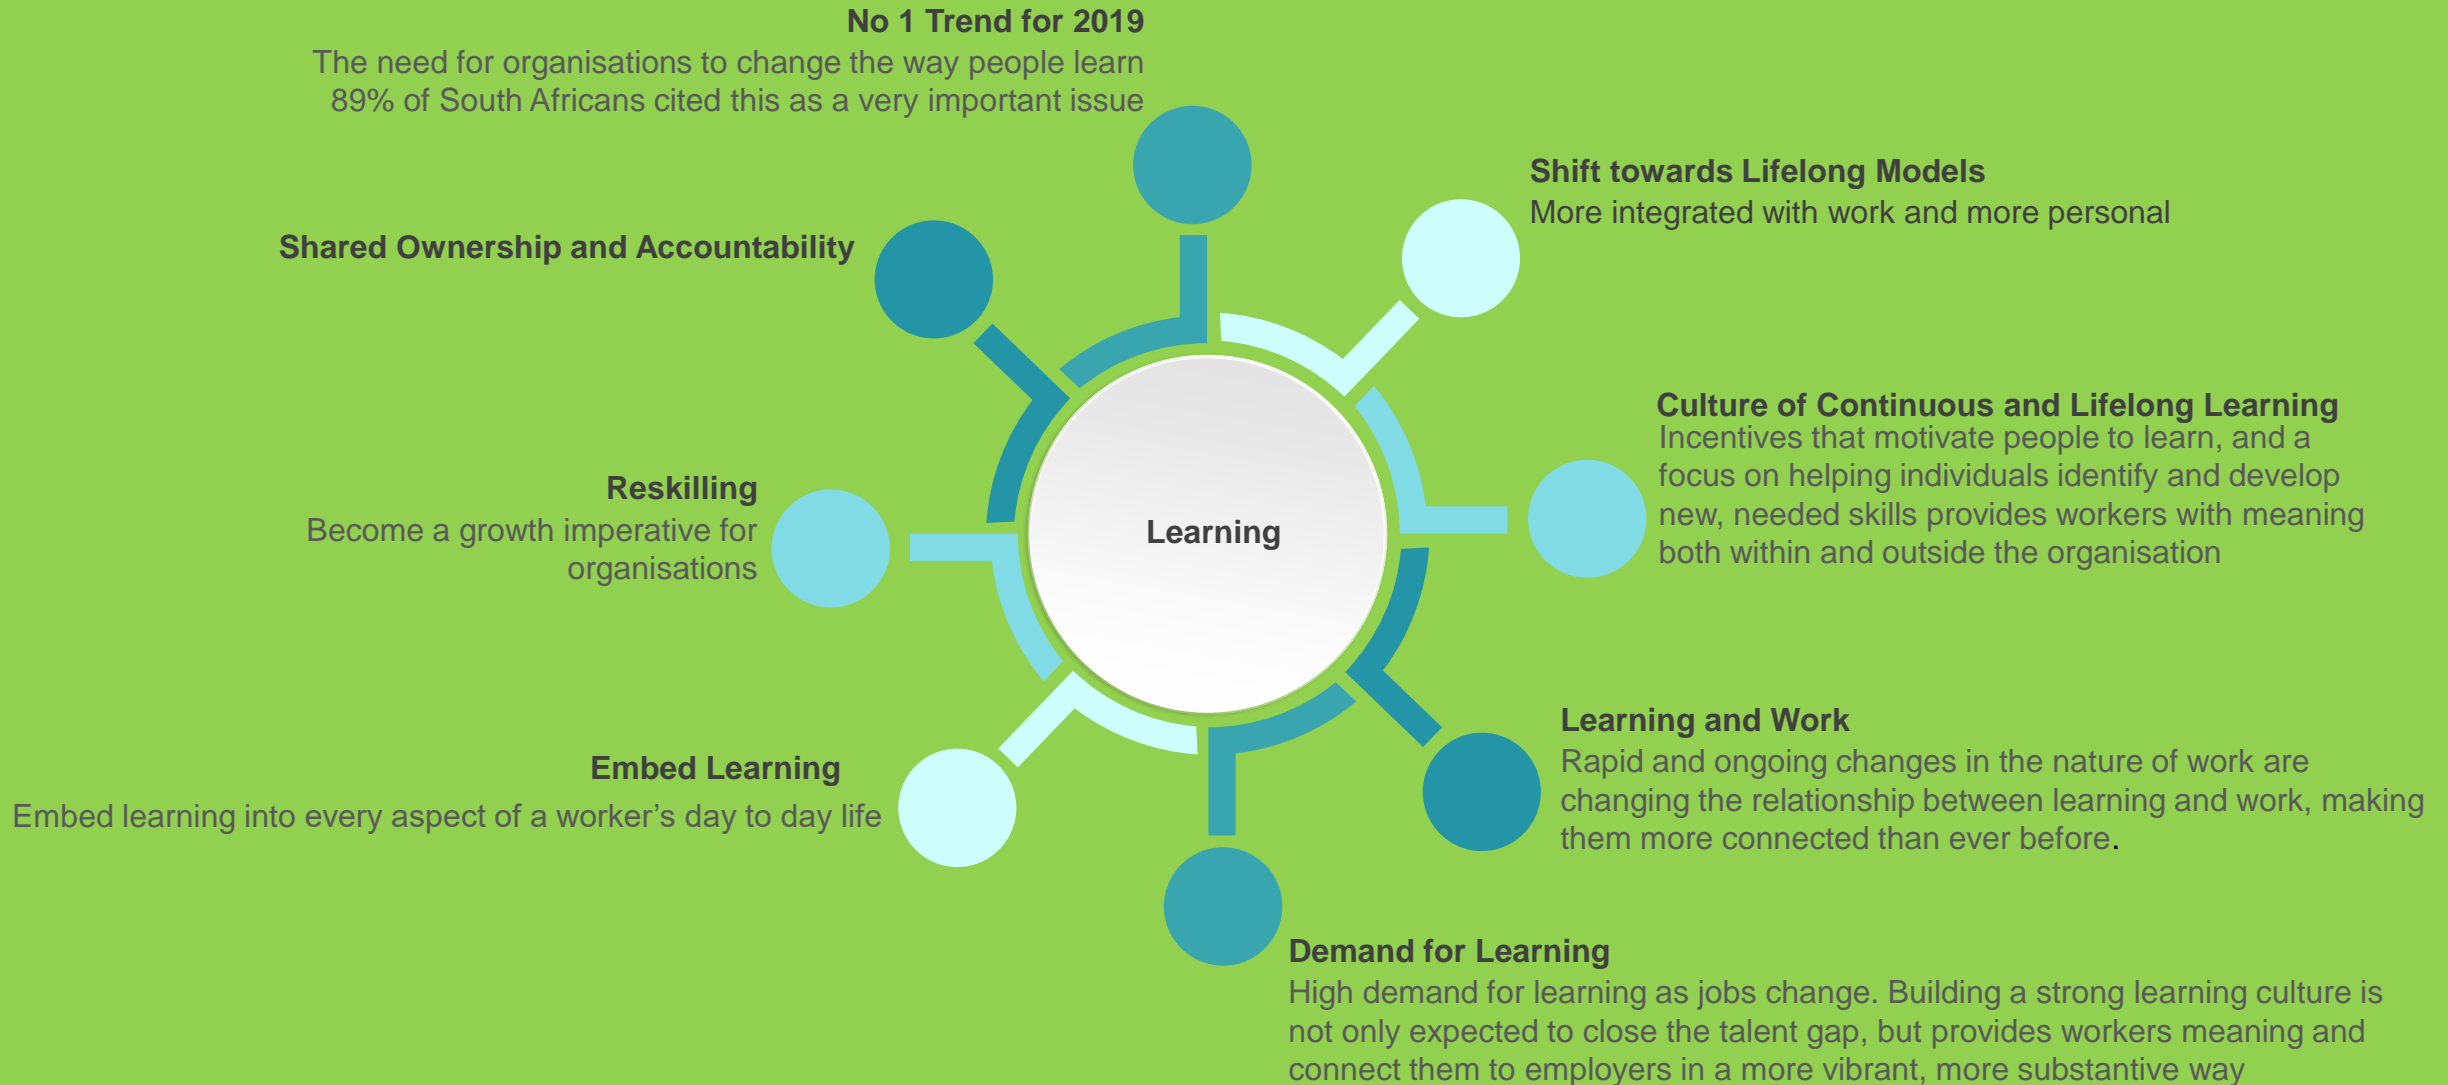 No 1 Trend for 2019
The need for organisations to change the way people learn
89% of South Africans cited this as a very important issue
Shift towards Lifelong Models
More integrated with work and more personal
Shared Ownership and Accountability
Culture of Continuous and Lifelong Learning
Incentives that motivate people to learn, and a
focus on helping individuals identify and develop
new, needed skills provides workers with meaning
both within and outside the organisation
Reskilling
Become a growth imperative for
organisations
Learning
Learning and Work
Rapid and ongoing changes in the nature of work are
changing the relationship between learning and work, making
them more connected than ever before.
Embed Learning
Embed learning into every aspect of a worker’s day to day life
Demand for Learning
High demand for learning as jobs change. Building a strong learning culture is
not only expected to close the talent gap, but provides workers meaning and
connect them to employers in a more vibrant, more substantive way